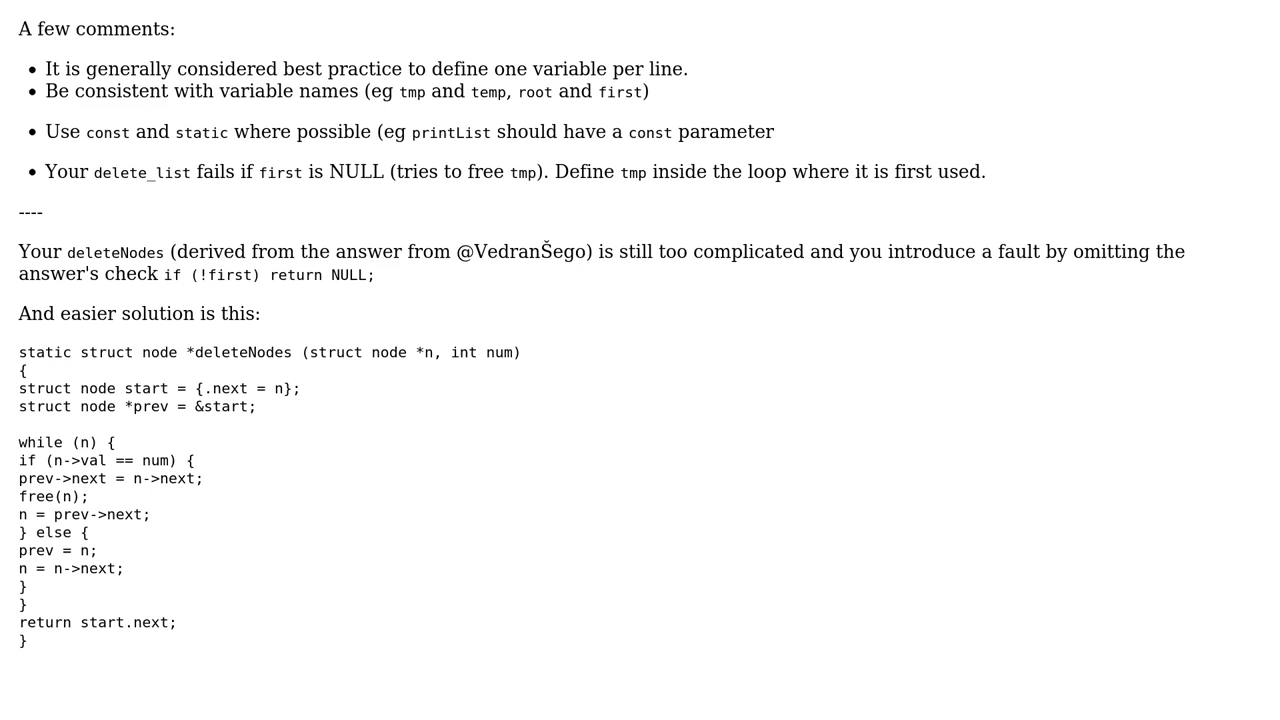 A few comments:
• It is generally considered best practice to define one variable per line.
• Be consistent with variable names (eg tmp and temp, root and first)
• Use const and static where possible (eg printList should have a const parameter
• Your delete_list fails if first is NULL (tries to free tmp). Define tmp inside the loop where it is first used.
----
Your deleteNodes (derived from the answer from @VedranŠego) is still too complicated and you introduce a fault by omitting the
answer's check if (!first) return NULL;
And easier solution is this:
static struct node *deleteNodes (struct node *n, int num)
{
struct node start = {.next = n};
struct node *prev = &start;
while (n) {
if (n->val == num) {
prev->next = n->next;
free(n);
n = prev->next;
} else {
prev = n;
n = n->next;
}
}
return start.next;
}